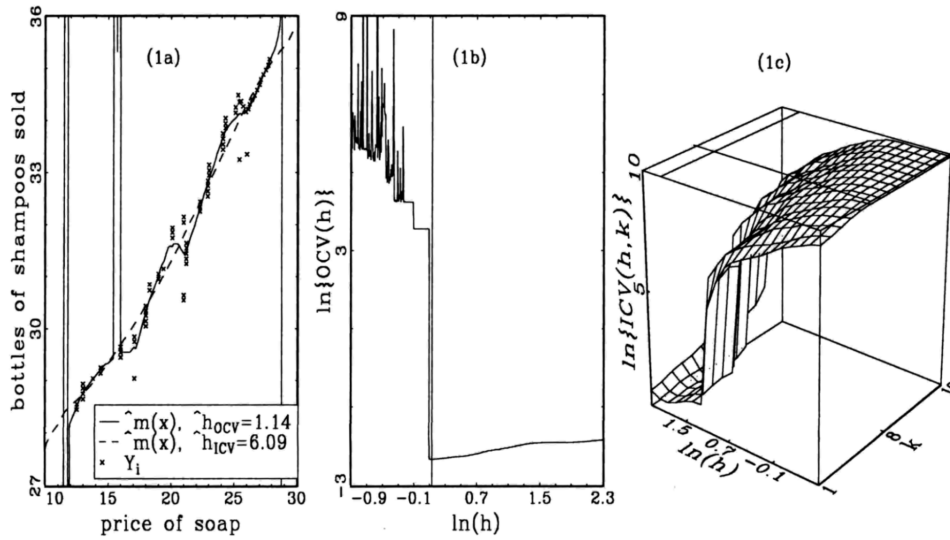 (1a)
36
33
30
27
bottles of shampoos sold
^m(x), ^hOCV=1.14
^m(x), ^hICV=6.09
Yi
10 15 20 25 30
price of soap
(1b)
9
3
-3
ln{OCV(h)}
-0.9 -0.1 0.7 1.5 2.3
ln(h)
(1c)
10
5
ln{ICV(h,k)}
1.5 0.7 -0.1
ln(h)
1
8
k